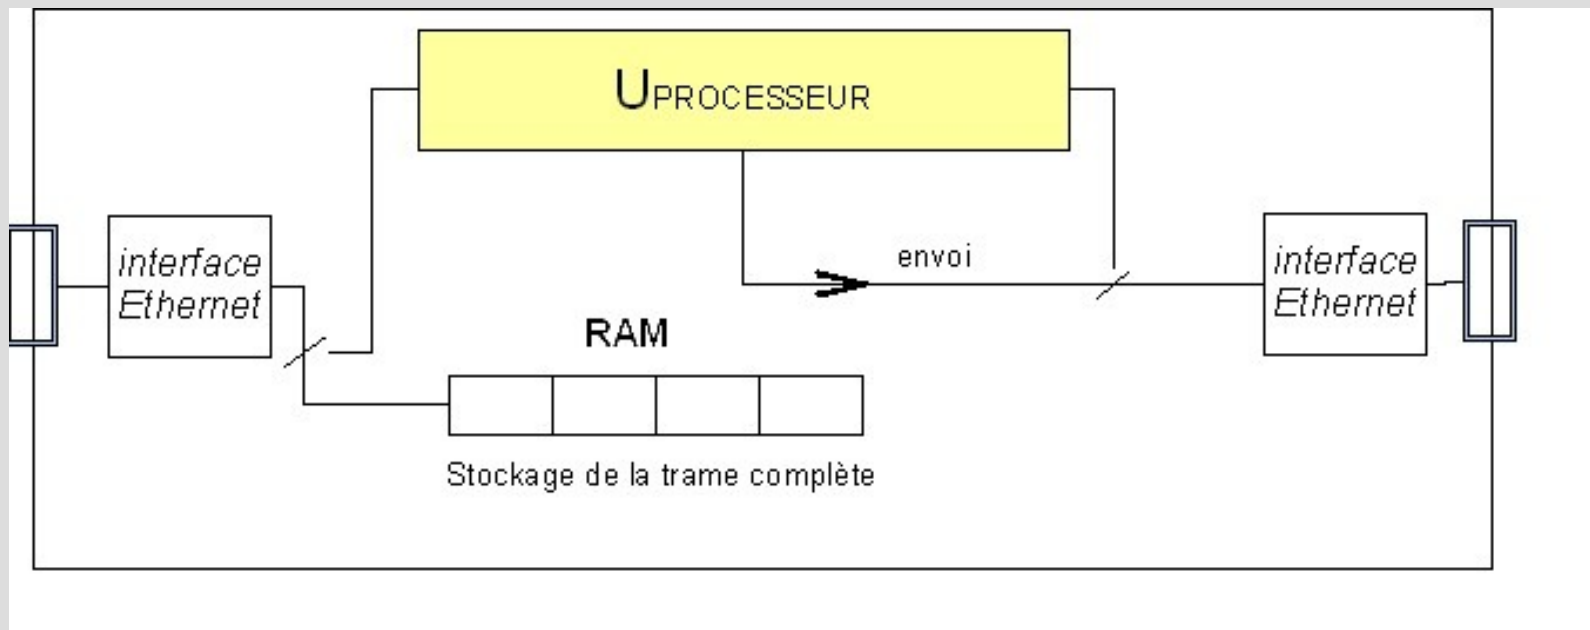 UPROCESSEUR
envoi
interface
Ethernet
interface
Ethernet
RAM
Stockage de la trame complète